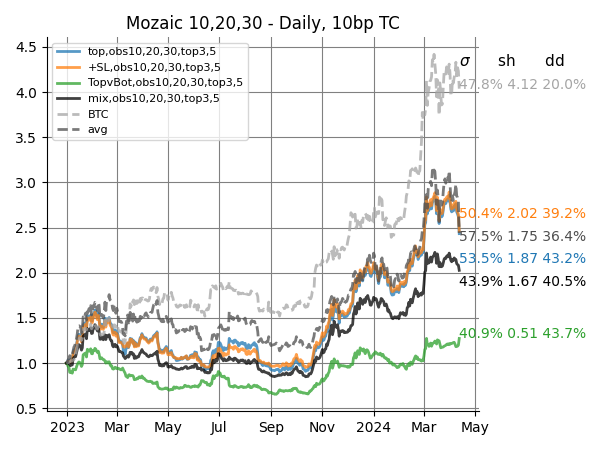 Mozaic 10,20,30 - Daily, 10bp TC
top,obs10,20,30,top3,5
+SL,obs10,20,30,top3,5
TopvBot,obs10,20,30,top3,5
mix,obs10,20,30,top3,5
BTC
avg
σ sh dd
47.8% 4.12 20.0%
50.4% 2.02 39.2%
57.5% 1.75 36.4%
53.5% 1.87 43.2%
43.9% 1.67 40.5%
40.9% 0.51 43.7%
4.5
4.0
3.5
3.0
2.5
2.0
1.5
1.0
0.5
2023 Mar May Jul Sep Nov 2024 Mar May